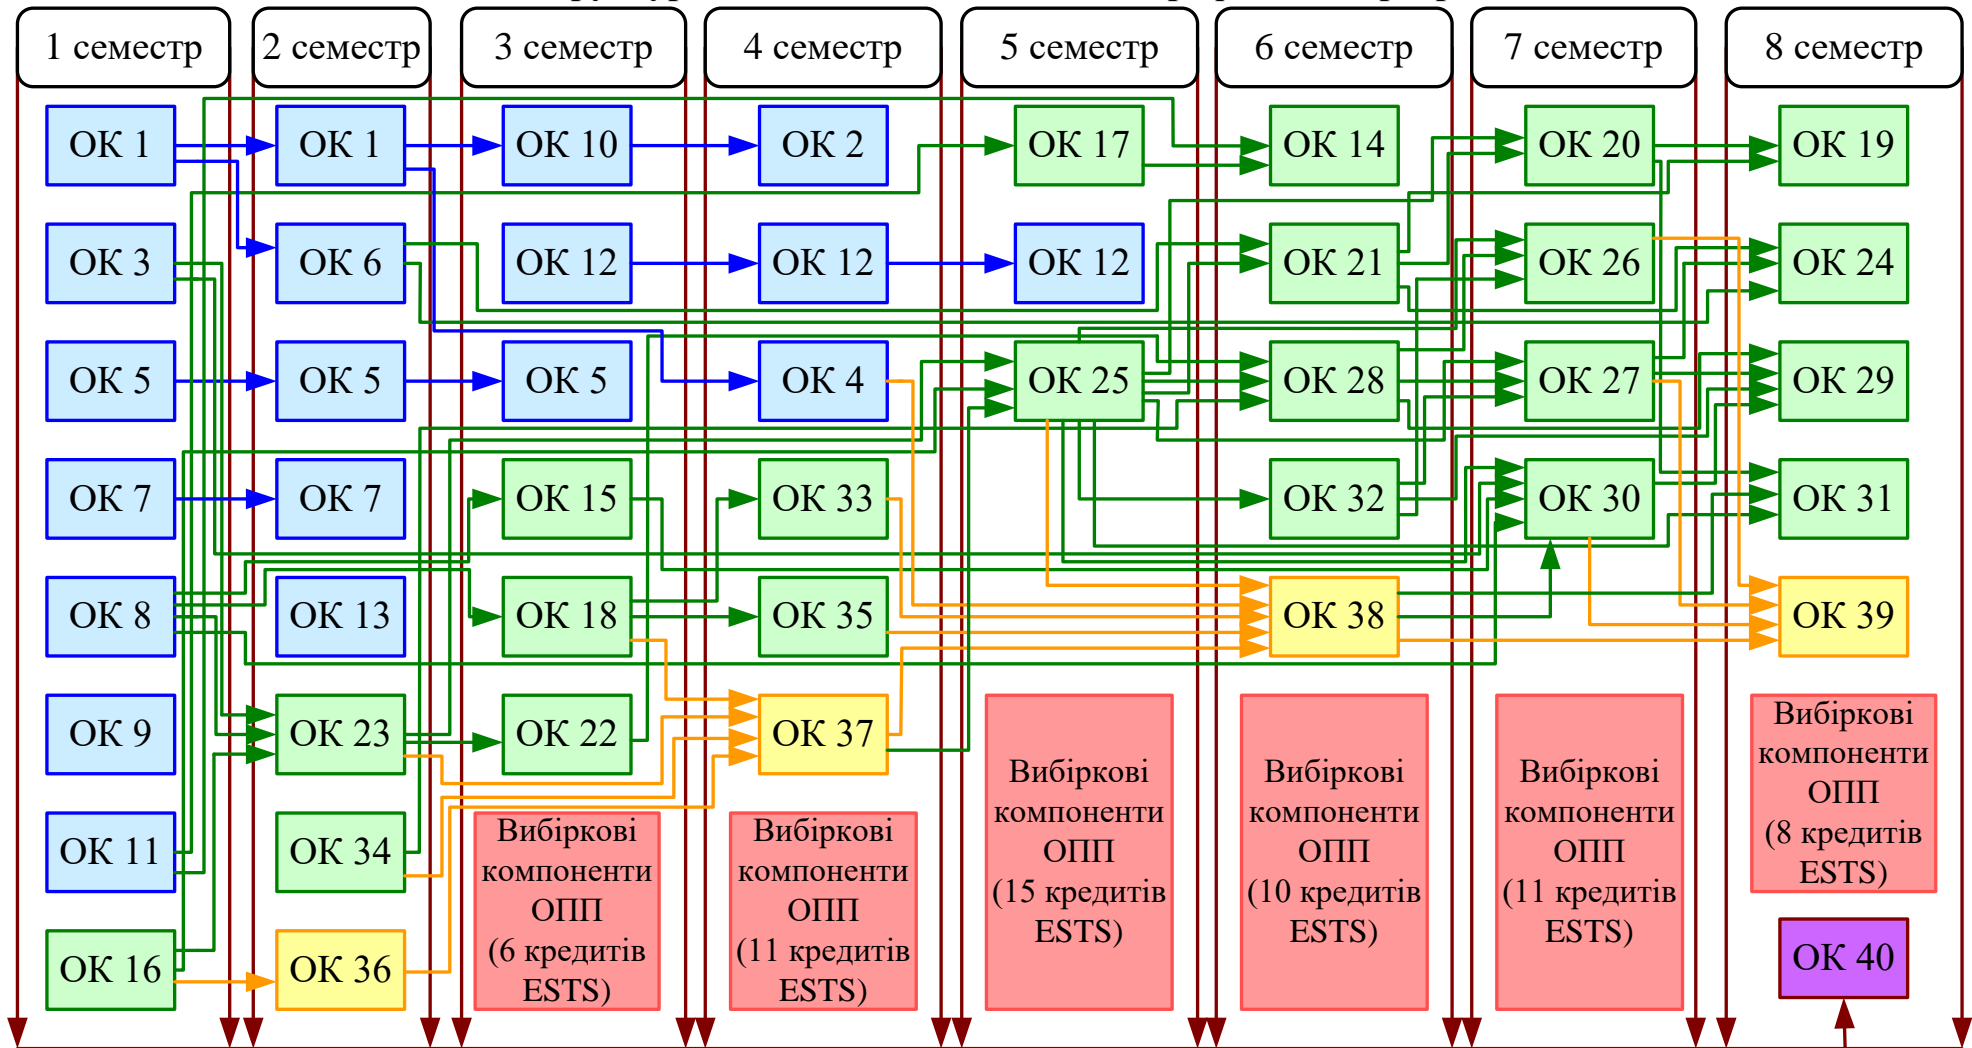 1 семестр
2 семестр
3 семестр
4 семестр
5 семестр
6 семестр
7 семестр
8 семестр
ОК 1
ОК 1
ОК 10
ОК 2
ОК 17
ОК 14
ОК 20
ОК 19
ОК 3
ОК 6
ОК 12
ОК 12
ОК 12
ОК 21
ОК 26
ОК 24
ОК 5
ОК 5
ОК 5
ОК 4
ОК 25
ОК 28
ОК 27
ОК 29
ОК 7
ОК 7
ОК 15
ОК 33
ОК 32
ОК 30
ОК 31
ОК 8
ОК 13
ОК 18
ОК 35
ОК 38
ОК 39
ОК 9
ОК 23
ОК 22
ОК 37
ОК 11
ОК 34
ОК 16
ОК 36
Вибіркові
компоненти
ОПП
(6 кредитів
ESTS)
Вибіркові
компоненти
ОПП
(11 кредитів
ESTS)
Вибіркові
компоненти
ОПП
(15 кредитів
ESTS)
Вибіркові
компоненти
ОПП
(10 кредитів
ESTS)
Вибіркові
компоненти
ОПП
(11 кредитів
ESTS)
Вибіркові
компоненти
ОПП
(8 кредитів
ESTS)
ОК 40